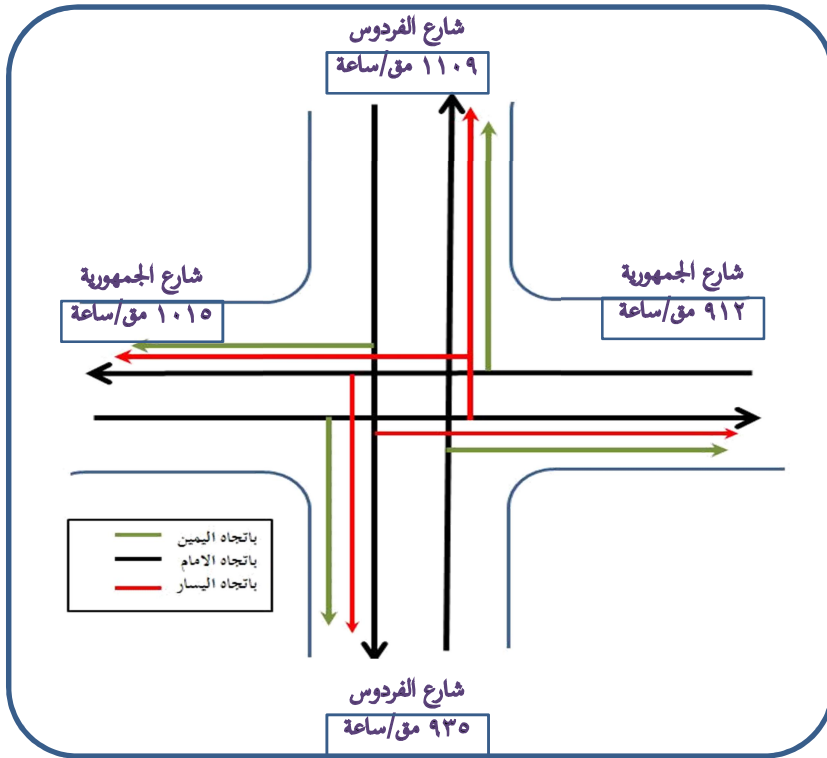 شارع الفردوس
١١٠٩ مق/ساعة
شارع الجمهورية
٩١٢ مق/ساعة
شارع الجمهورية
١٠١٥ مق/ساعة
باتجاه اليمين
باتجاه الامام
باتجاه اليسار
شارع الفردوس
٩٣٥ مق/ساعة